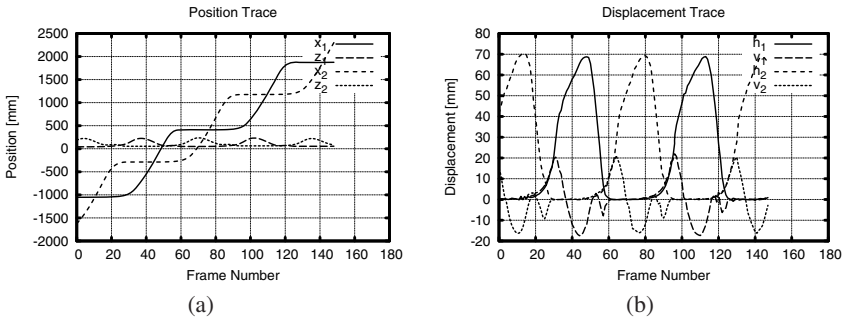 Position Trace
Position [mm]
2500
2000
1500
1000
500
0
-500
-1000
-1500
-2000
0 20 40 60 80 100 120 140 160 180
Frame Number
x1
z1
x2
z2
(a)
Displacement Trace
Displacement [mm]
80
70
60
50
40
30
20
10
0
-10
-20
0 20 40 60 80 100 120 140 160 180
Frame Number
h1
v1
h2
v2
(b)